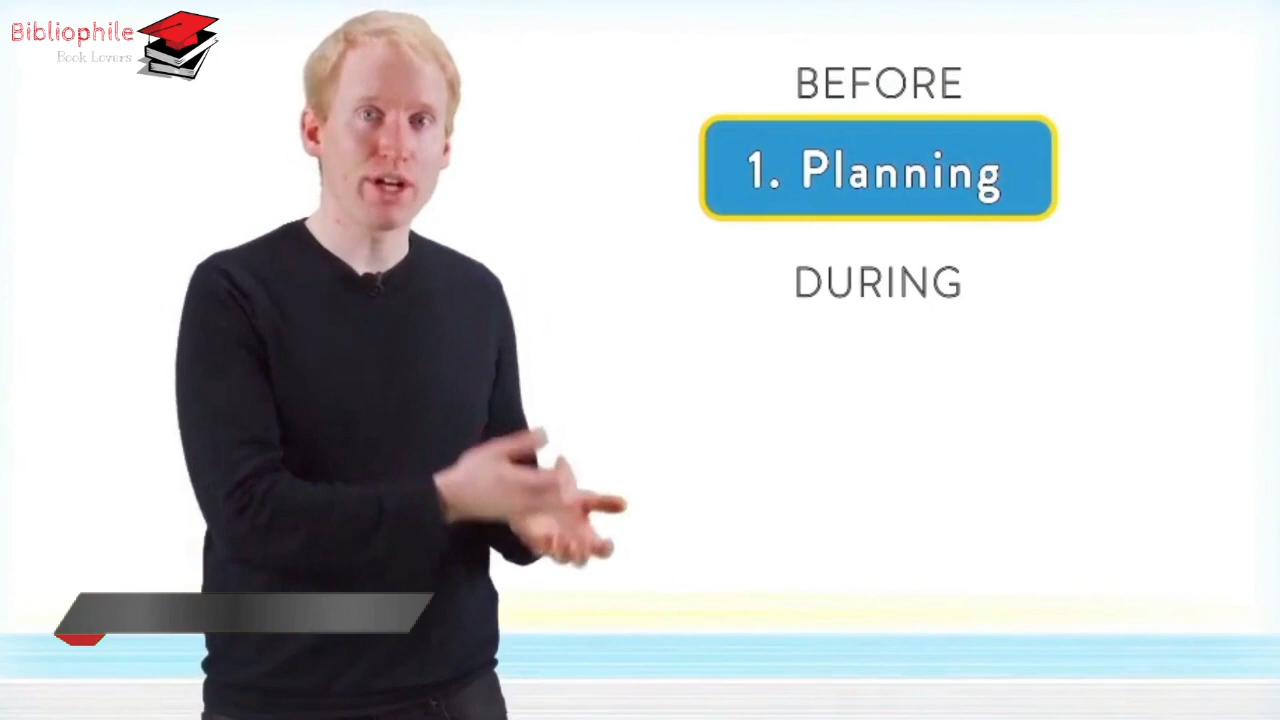 Bibliophile
Book Lovers
BEFORE
1. Planning
DURING